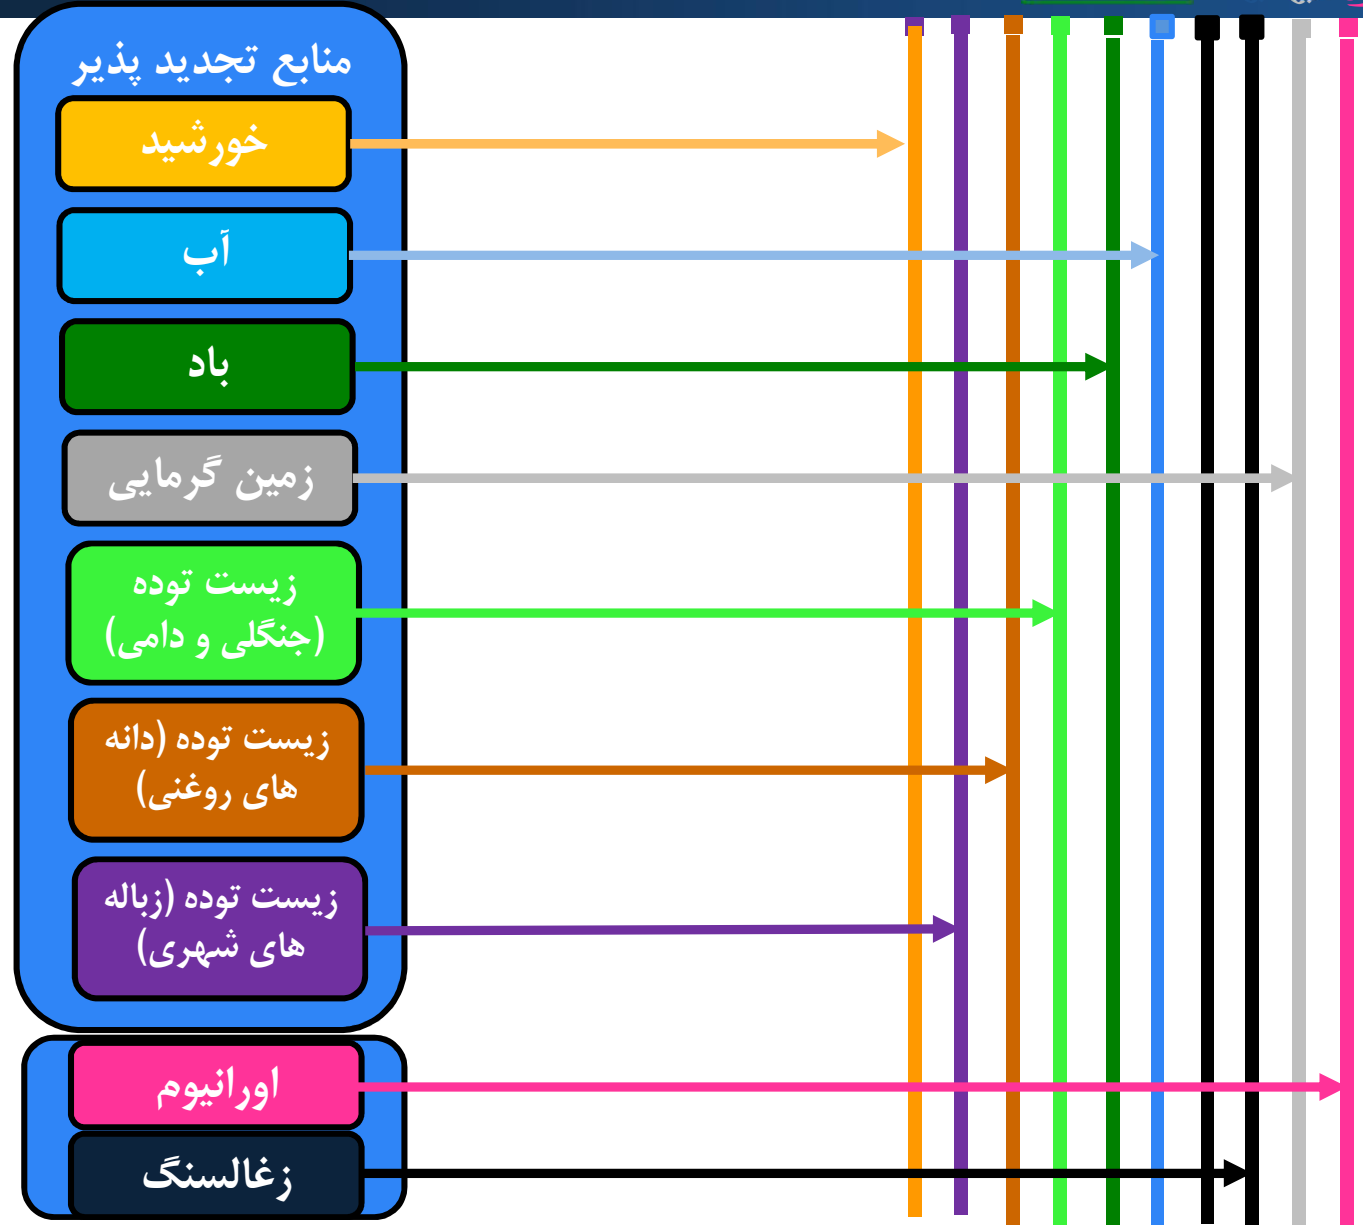 منابع تجدید پذیر
خورشید
آب
باد
زمین گرمایی
زیست توده
(جنگلی و دامی)
زیست توده (دانه
های روغنی)
زیست توده (زباله
های شهری)
اورانیوم
زغالسنگ